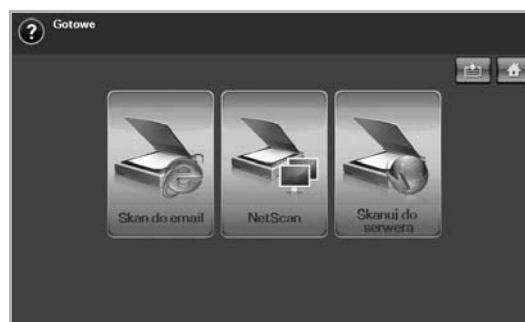 Gotowe
Skan do email
NetScan
Skanuj do
serwera